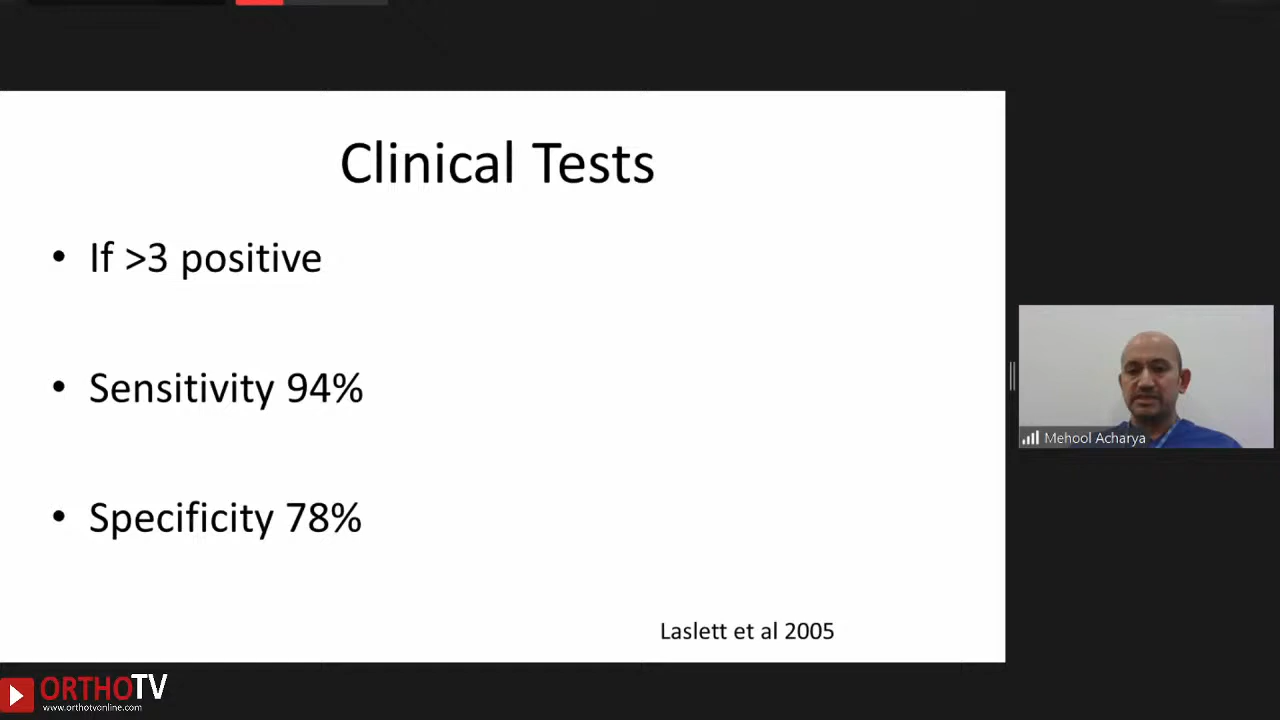 Clinical Tests
• If >3 positive
• Sensitivity 94%
• Specificity 78%
Laslett et al 2005
Mehool Acharya
ORTHOTV
www.orthotvonline.com